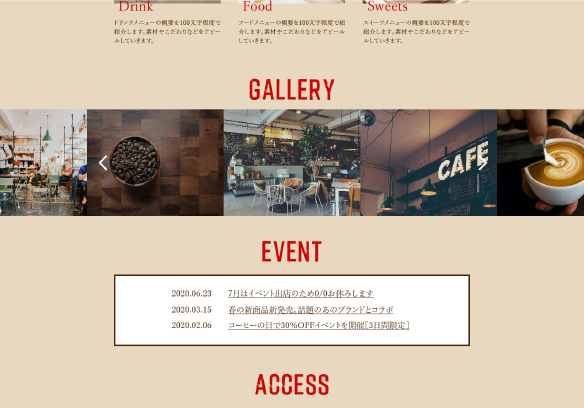 Drink
Food
Sweets
ドリンクメニューの概要を100文字程度で
紹介します。素材やこだわりなどをアピー
ルしていきます。
フードメニューの概要を100文字程度で紹
介します。素材やこだわりなどをアピール
していきます。
スイーツメニューの概要を100文字程度で
紹介します。素材やこだわりなどをアピー
ルしていきます。
GALLERY
CAFE
EVENT
2020.06.23 7月はイベント出店のため0/0お休みします
2020.03.15 春の新商品新発売。話題のあのブランドとコラボ
2020.02.06 コーヒーの日で30%OFFイベントを開催［3日間限定］
ACCESS